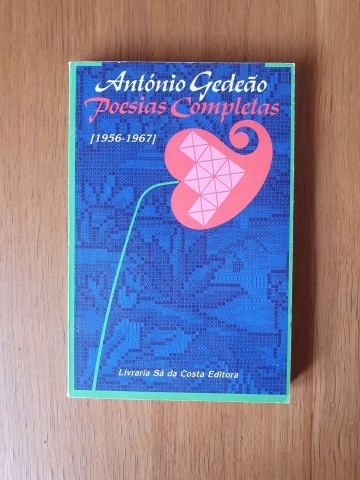 António Gedeão
Poesias Completas
[1956-1967]
Livraria Sá da Costa Editora